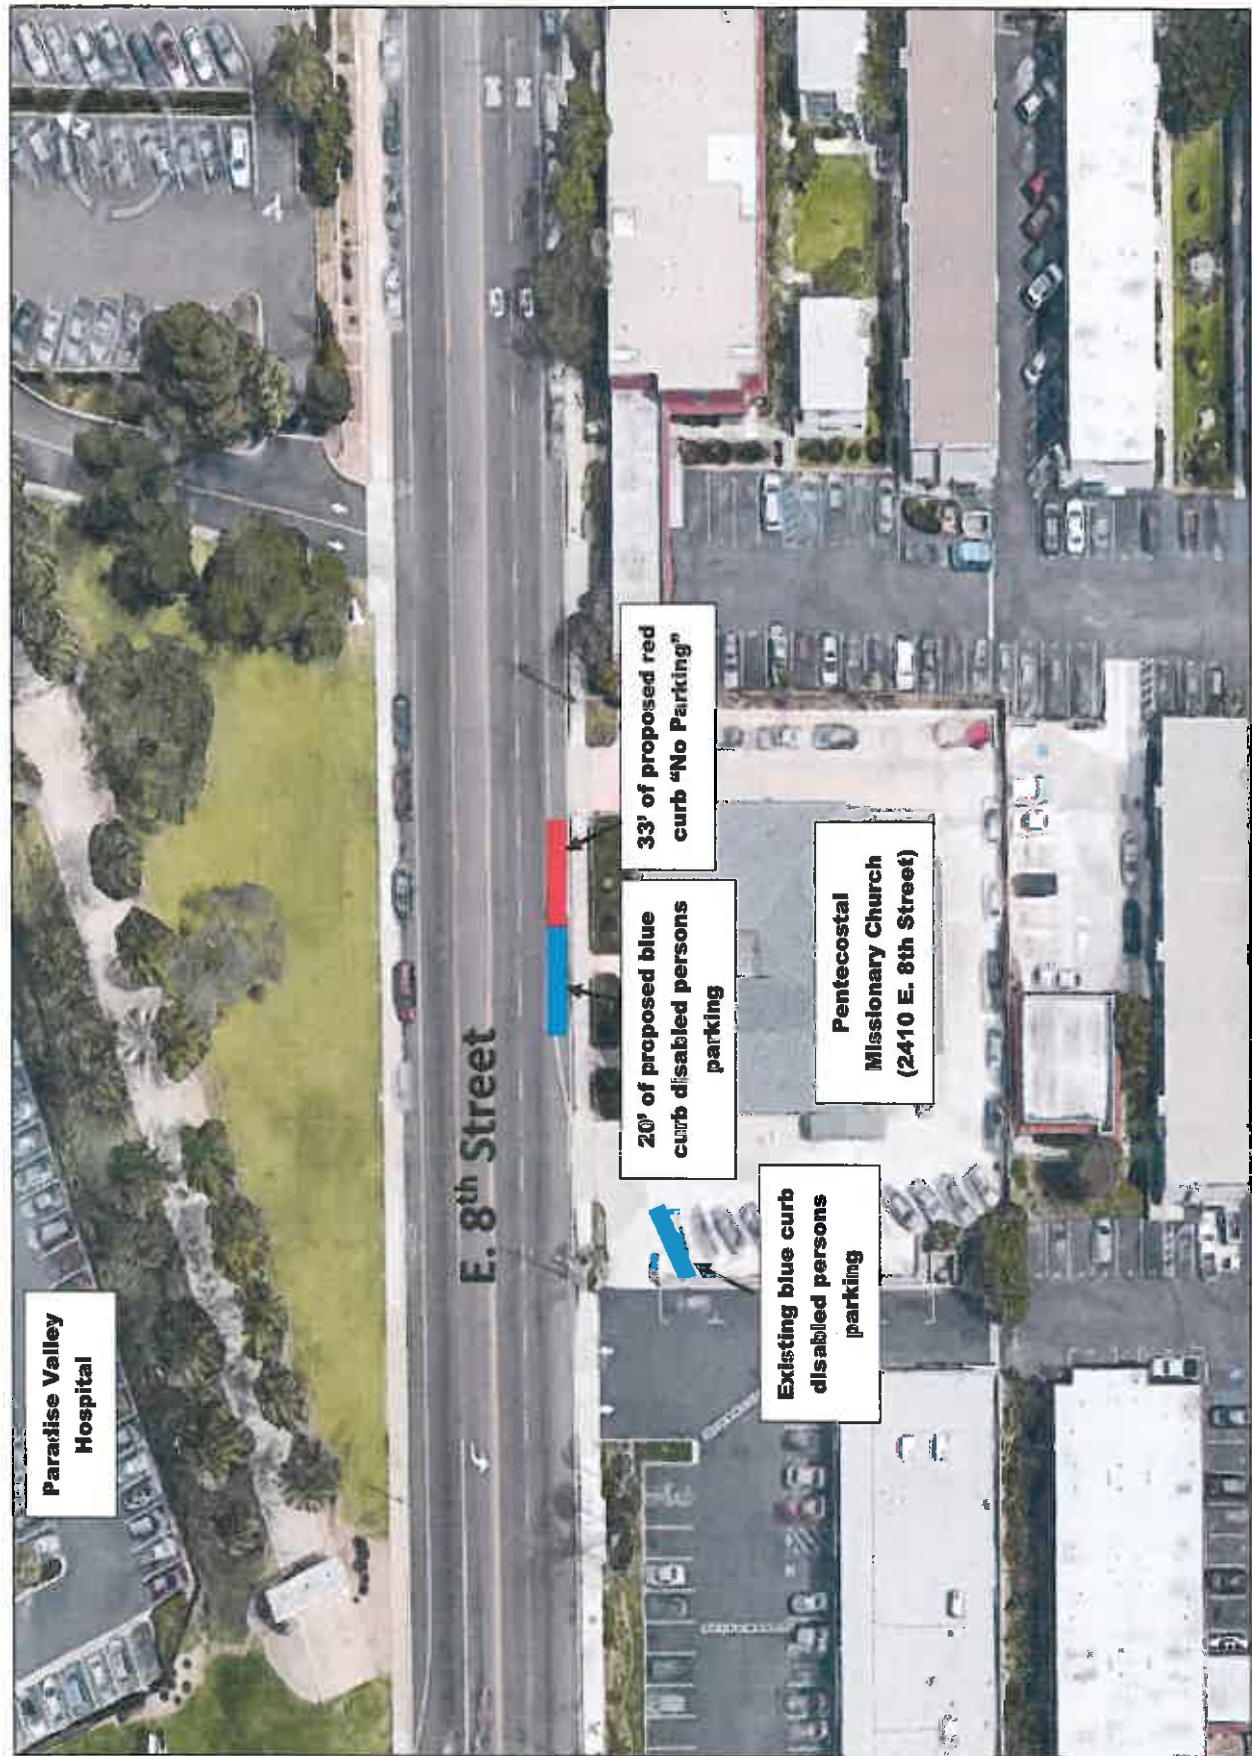 Paradise Valley
Hospital
E. 8th Street
33' of proposed red
curb “No Parking”
20' of proposed blue
curb disabled persons
parking
Pentecostal
Missionary Church
(2410 E. 8th Street)
Existing blue curb
disabled persons
parking